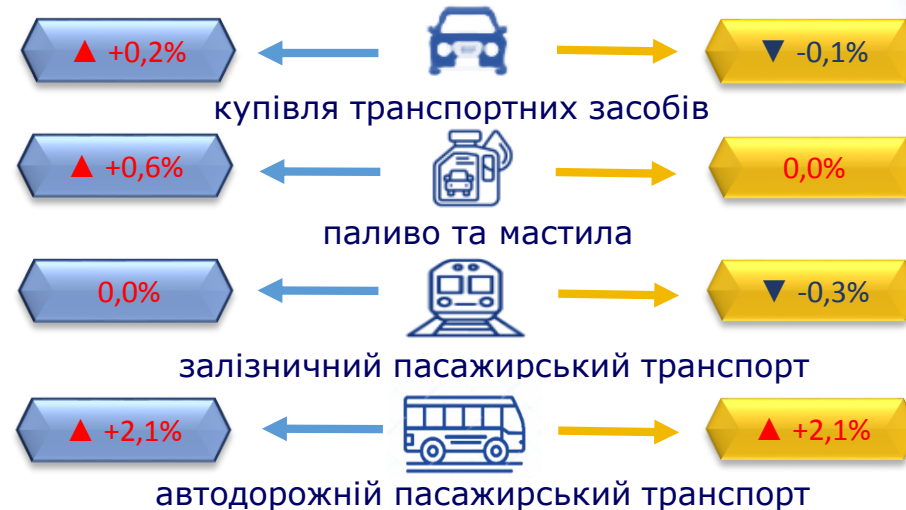 ▲ +0,2%
▼ -0,1%
купівля транспортних засобів
▲ +0,6%
0,0%
паливо та мастила
0,0%
▼ -0,3%
залізничний пасажирський транспорт
▲ +2,1%
▲ +2,1%
автодорожній пасажирський транспорт